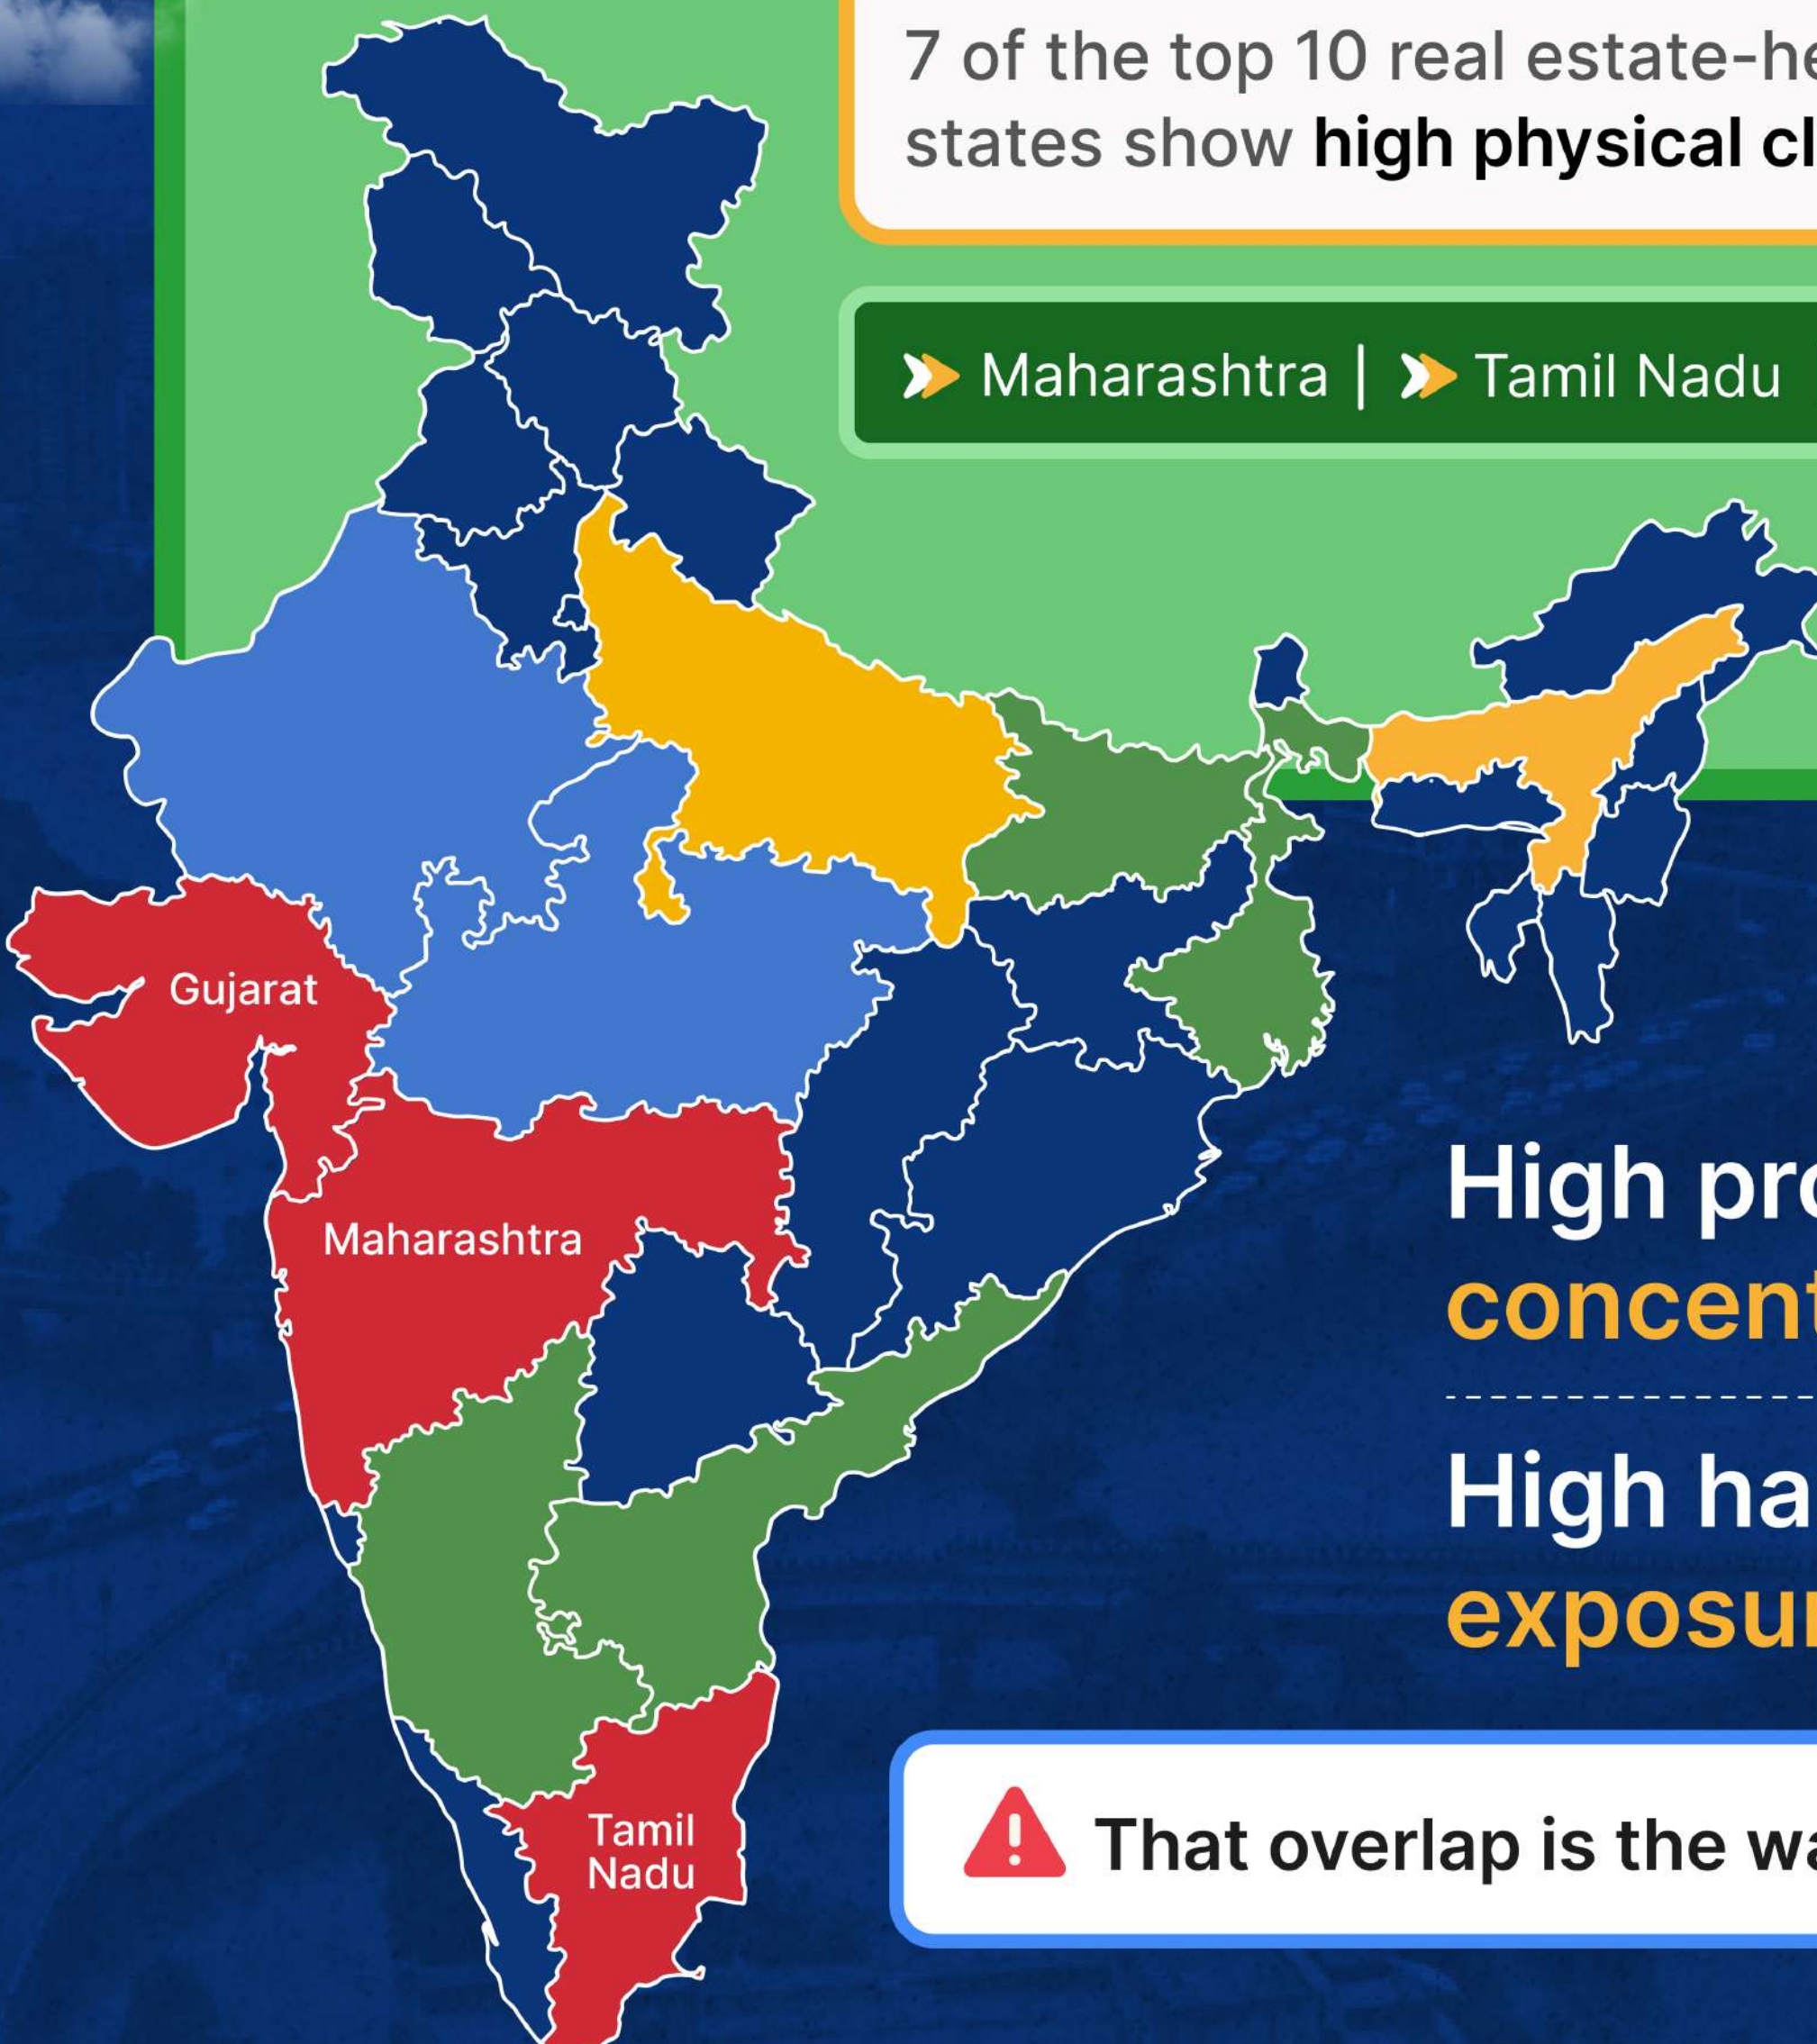 7 of the top 10 real estate-he
states show high physical cl
Maharashtra | Tamil Nadu
Gujarat
Maharashtra
High pro
concent
High ha
exposur
Tamil
Nadu
That overlap is the wa